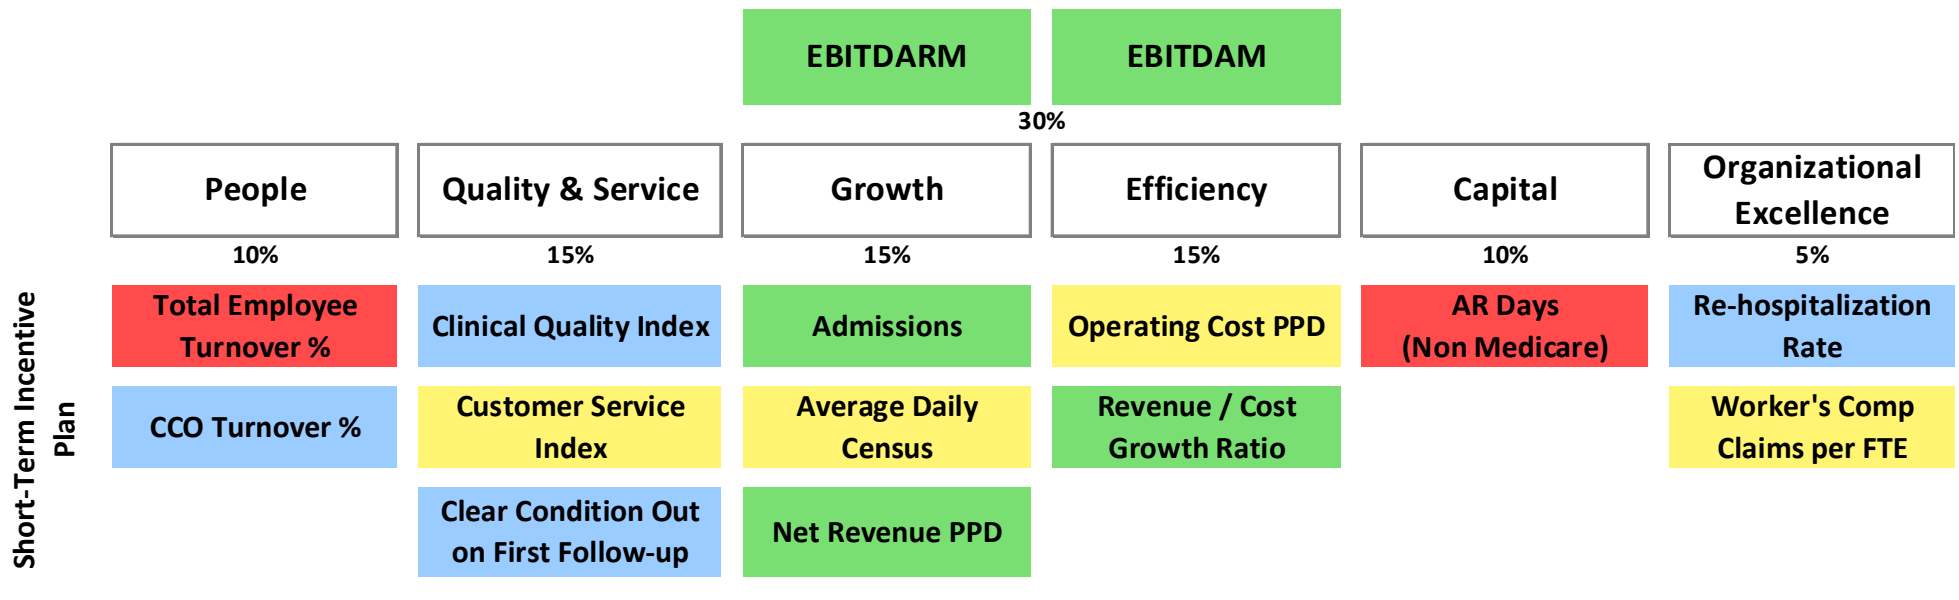 EBITDARM
EBITDAM
30%
People
Quality & Service
Growth
Efficiency
Capital
Organizational
Excellence
10%
15%
15%
15%
10%
5%
Short-Term Incentive
Plan
Total Employee
Turnover %
Clinical Quality Index
Admissions
Operating Cost PPD
AR Days
(Non Medicare)
Re-hospitalization
Rate
CCO Turnover %
Customer Service
Index
Average Daily
Census
Revenue / Cost
Growth Ratio
Worker's Comp
Claims per FTE
Clear Condition Out
on First Follow-up
Net Revenue PPD